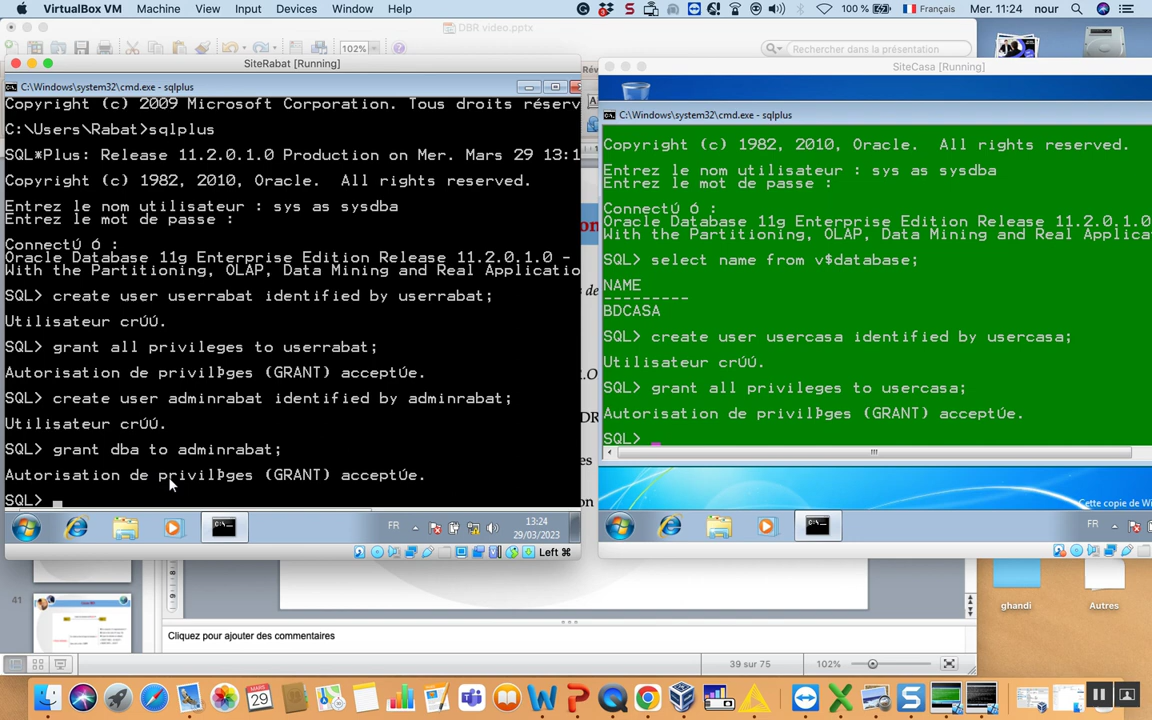 VirtualBox VM Machine View Input Devices Window Help
100 % Français Mer. 11:24 nour
DBR video.pptx
102%
Rechercher dans la présentation
SiteRabat [Running]
C:\Windows\system32\cmd.exe - sqlplus
Copyright (c) 2009 Microsoft Corporation. Tous droits réserv
C:\Users\Rabat>sqlplus
SQL*Plus: Release 11.2.0.1.0 Production on Mer. Mars 29 13:1
Copyright (c) 1982, 2010, Oracle.  All rights reserved.
Entrez le nom utilisateur : sys as sysdba
Entrez le mot de passe :
Connectú ó :
Oracle Database 11g Enterprise Edition Release 11.2.0.1.0 -
With the Partitioning, OLAP, Data Mining and Real Applicatio
SQL> create user userrabat identified by userrabat;
Utilisateur crúú.
SQL> grant all privileges to userrabat;
Autorisation de privilÞges (GRANT) acceptúe.
SQL> create user adminrabat identified by adminrabat;
Utilisateur crúú.
SQL> grant dba to adminrabat;
Autorisation de privilÞges (GRANT) acceptúe.
SQL>
FR
13:24
29/03/2023
Left ⌘
SiteCasa [Running]
C:\Windows\system32\cmd.exe - sqlplus
Copyright (c) 1982, 2010, Oracle.  All rights reserved.
Entrez le nom utilisateur : sys as sysdba
Entrez le mot de passe :
Connectú ó :
Oracle Database 11g Enterprise Edition Release 11.2.0.1.0
With the Partitioning, OLAP, Data Mining and Real Applicat
SQL> select name from v$database;
NAME
---------
BDCASA
SQL> create user usercasa identified by usercasa;
Utilisateur crúú.
SQL> grant all privileges to usercasa;
Autorisation de privilÞges (GRANT) acceptúe.
SQL>
Cette copie de Wi
FR
41
Cliquez pour ajouter des commentaires
39 sur 75
102%
ghandi
Autres
MARS
29